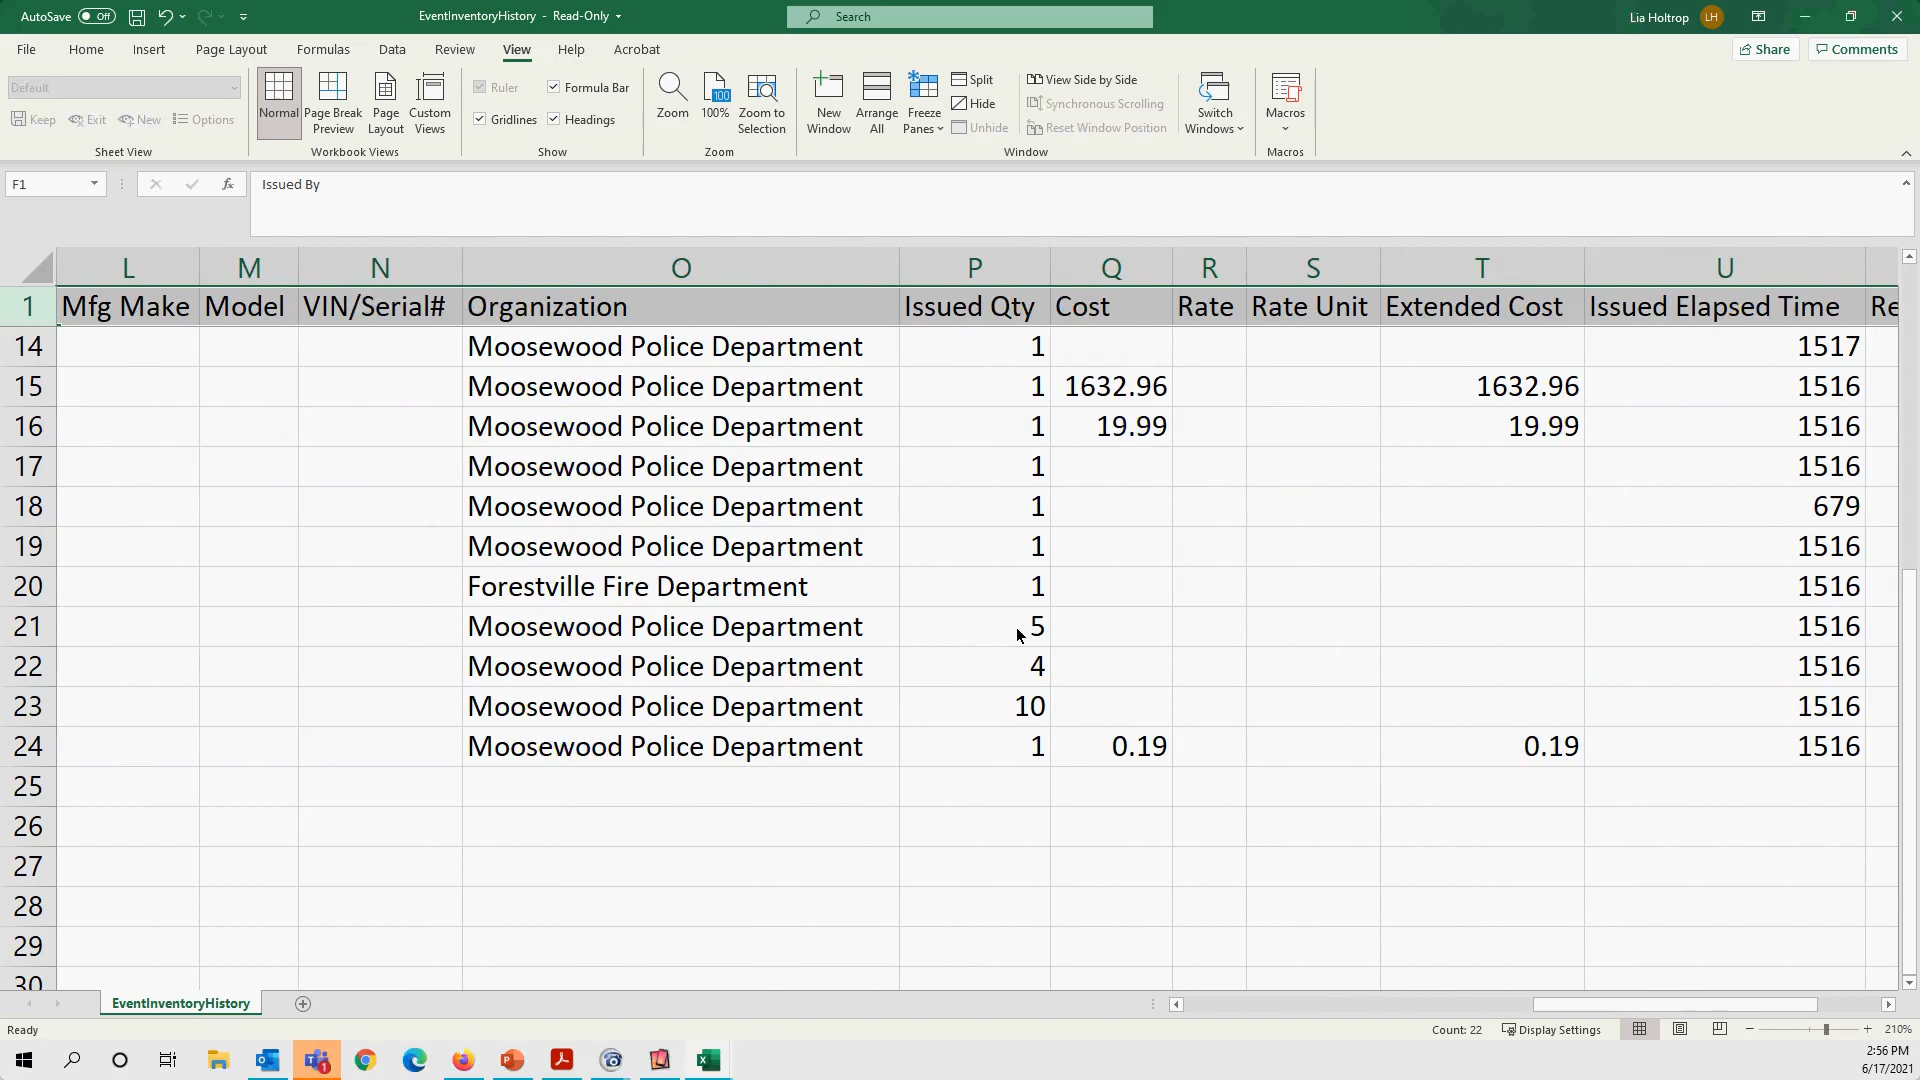 AutoSave Off EventInventoryHistory - Read-Only Search Lia Holtrop LH
File Home Insert Page Layout Formulas Data Review View Help Acrobat Share Comments
Default
Keep Exit New Options
Sheet View
Normal
Page Break Preview
Page Layout
Custom Views
Workbook Views
Ruler Formula Bar
Gridlines Headings
Show
Zoom
100
100%
Zoom to Selection
Zoom
New Window
Arrange All
Freeze Panes
Split
Hide
Unhide
View Side by Side
Synchronous Scrolling
Reset Window Position
Switch Windows
Window
Macros
Macros
F1 fx Issued By
L M N O P Q R S T U
1 Mfg Make Model VIN/Serial# Organization Issued Qty Cost Rate Rate Unit Extended Cost Issued Elapsed Time Re
14 Moosewood Police Department 1 1517
15 Moosewood Police Department 1 1632.96 1632.96 1516
16 Moosewood Police Department 1 19.99 19.99 1516
17 Moosewood Police Department 1 1516
18 Moosewood Police Department 1 679
19 Moosewood Police Department 1 1516
20 Forestville Fire Department 1 1516
21 Moosewood Police Department 5 1516
22 Moosewood Police Department 4 1516
23 Moosewood Police Department 10 1516
24 Moosewood Police Department 1 0.19 0.19 1516
25
26
27
28
29
30
EventInventoryHistory
Ready Count: 22 Display Settings 210%
1
2:56 PM
6/17/2021